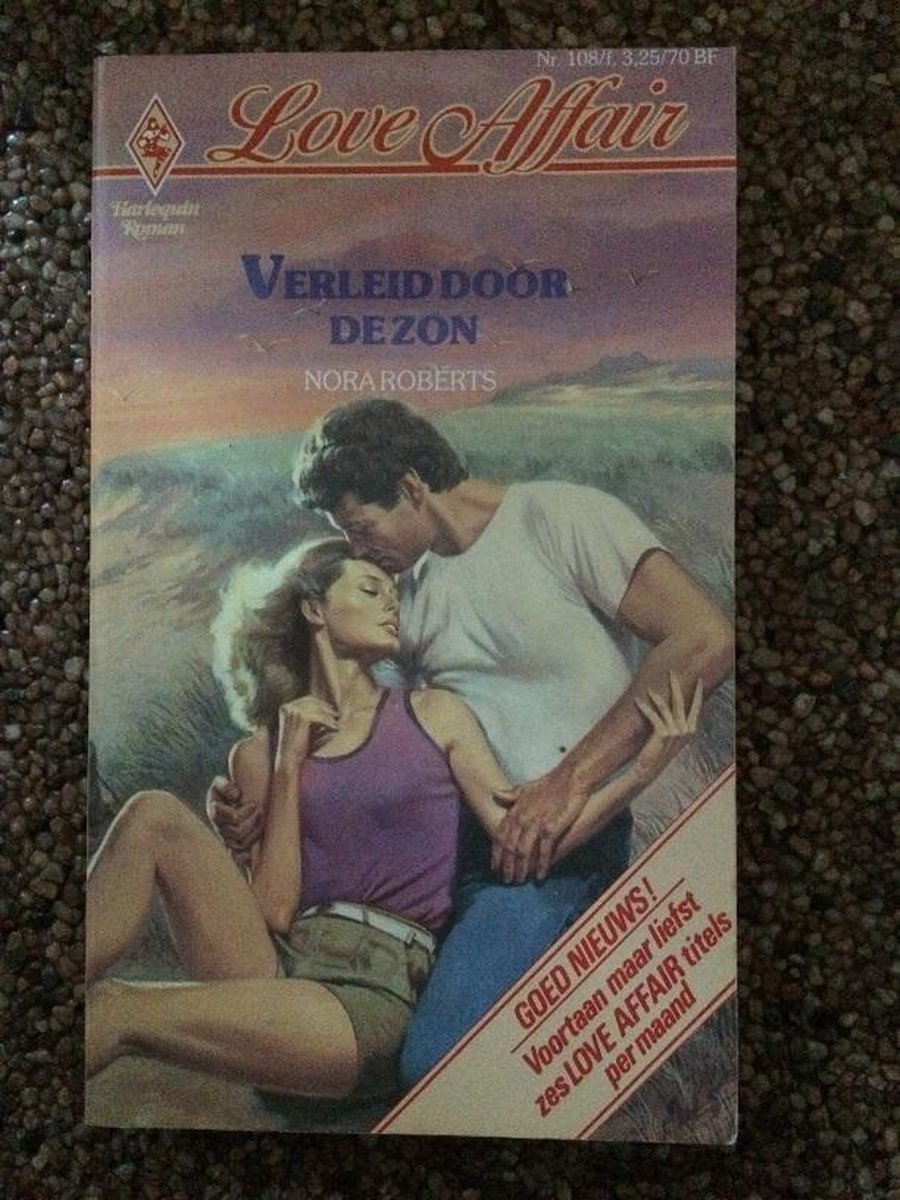 Nr. 108/f. 3,25/70 BF
Love Affair
Harlequin
Roman
VERLEID DOOR
DE ZON
NORA ROBERTS
GOED NIEUWS!
Voortaan maar liefst
zes LOVE AFFAIR titels
per maand